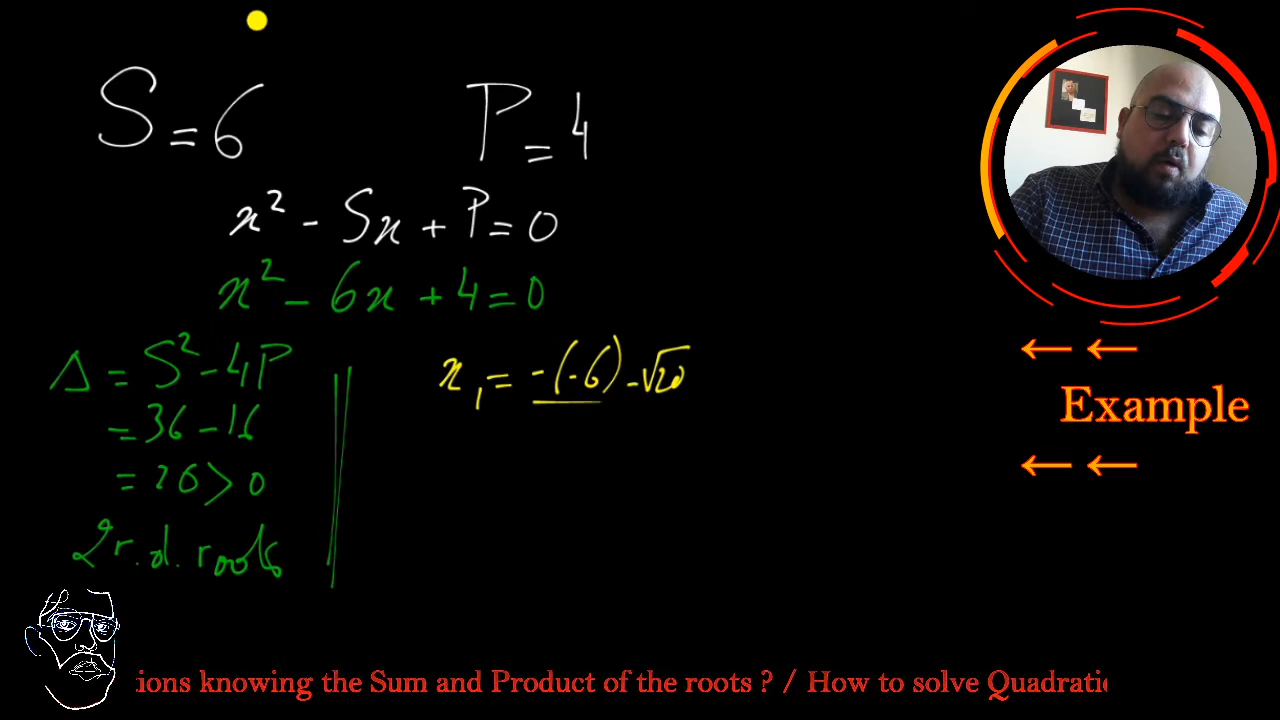 S = 6 P = 4
x² - Sx + P = 0
x² - 6x + 4 = 0
Δ = S² - 4P
= 36 - 16
= 20 > 0
2 r.d. roots
x₁ = -(-6) - √20
← ←
Example
← ←
ions knowing the Sum and Product of the roots ? / How to solve Quadratic